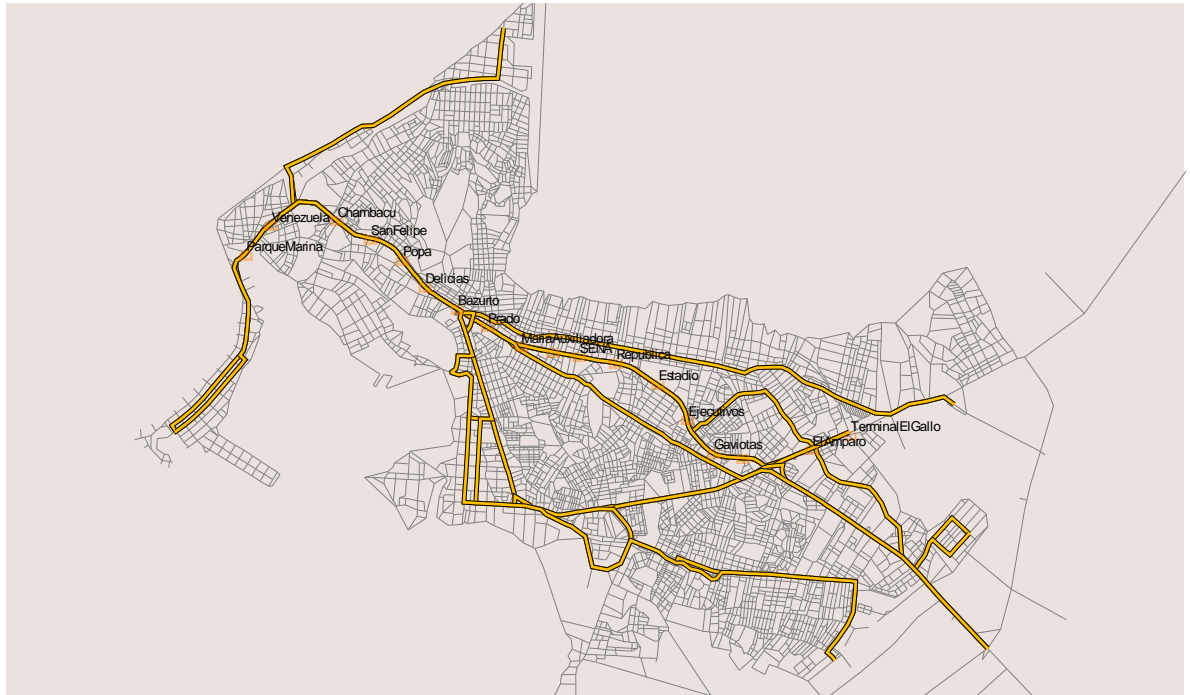 Venezuela
Chambacu
SanFelipe
ParqueMarina
Popa
Delicias
Bazurto
Prado
MariaAuxiliadora
SENA
Republica
Estadio
Ejecutivos
TerminalElGallo
Gaviotas
ElAmparo